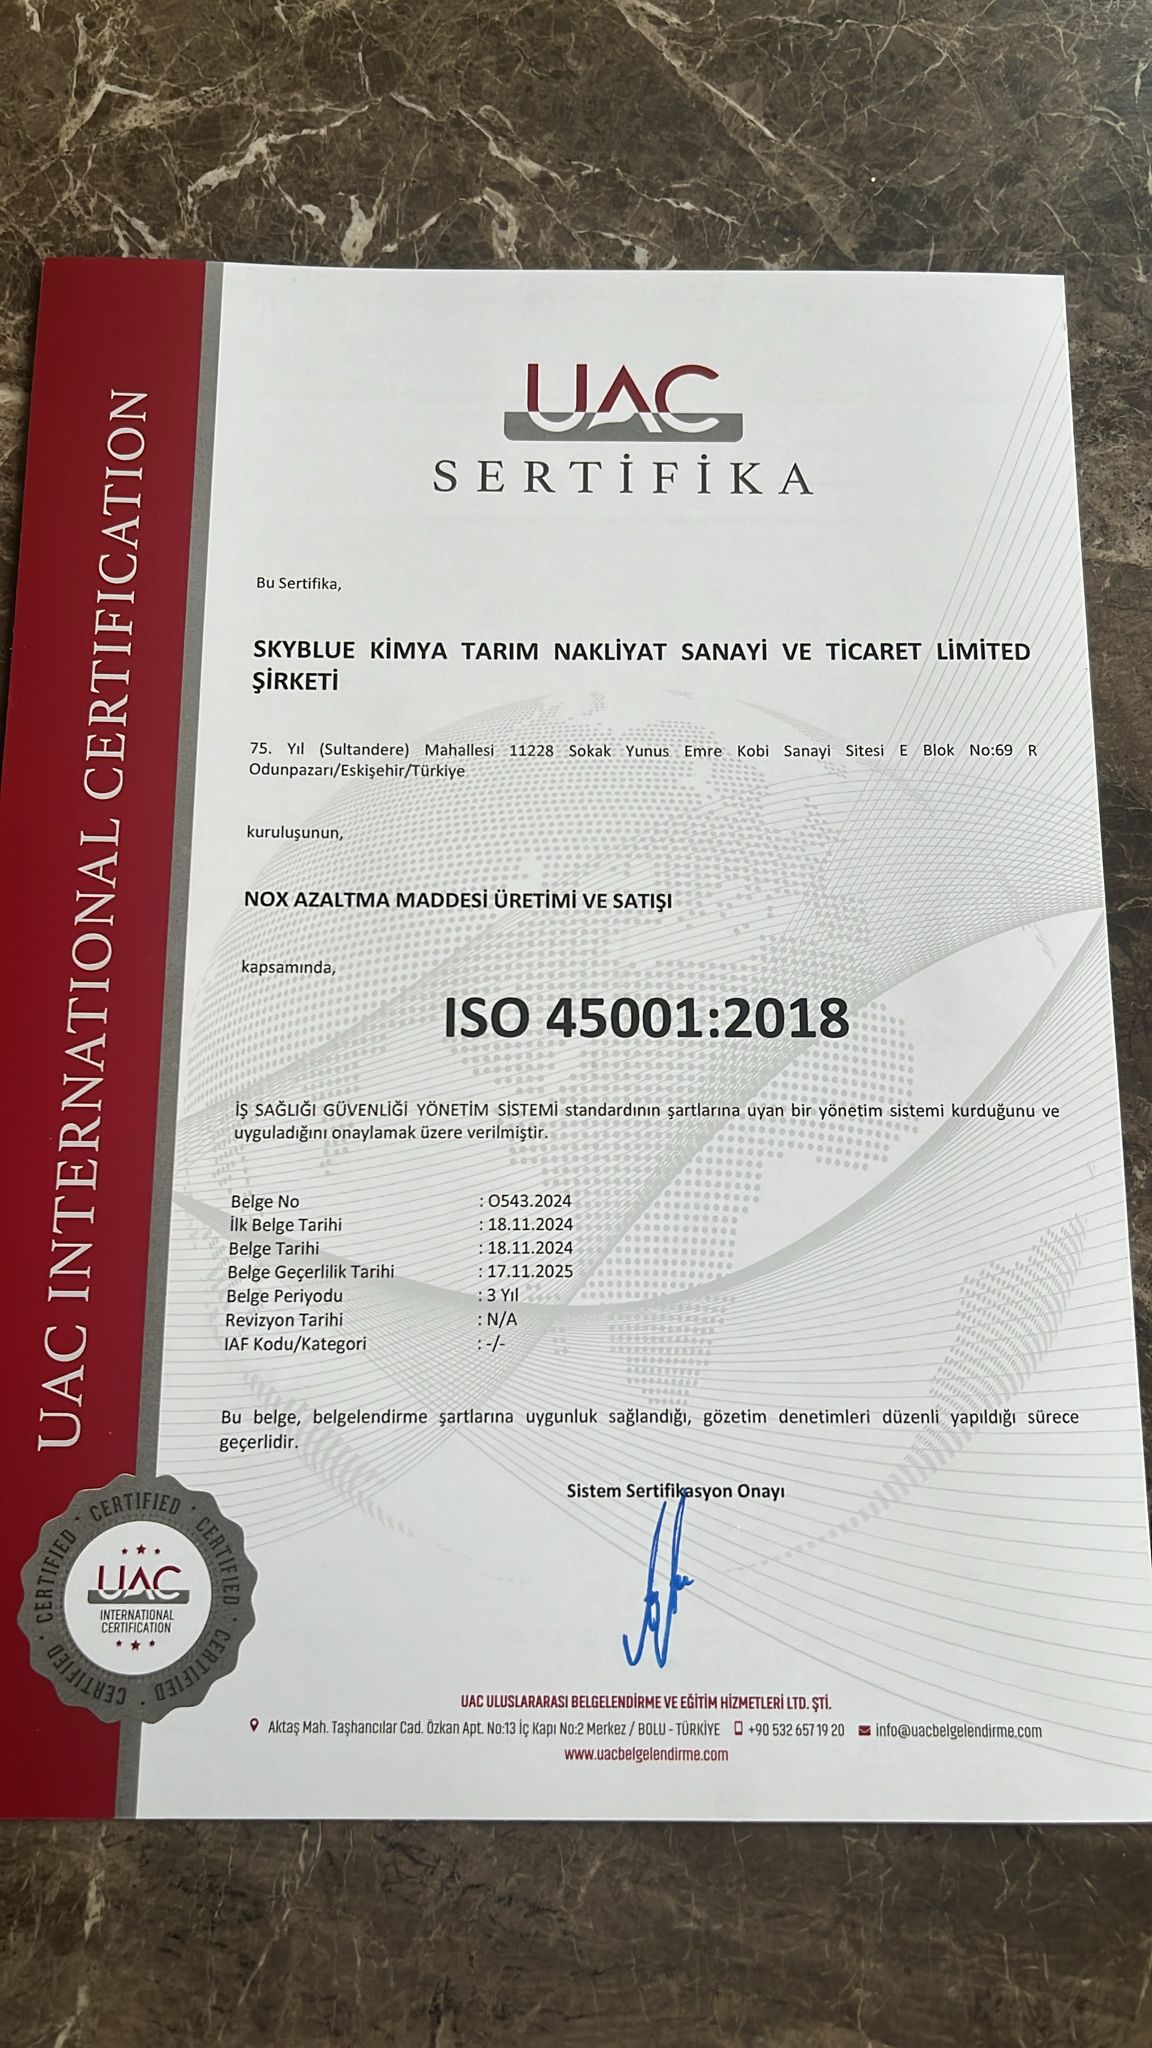 UAC INTERNATIONAL CERTIFICATION
UAC
SERTİFİKA
Bu Sertifika,
SKYBLUE KİMYA TARIM NAKLİYAT SANAYİ VE TİCARET LİMİTED
ŞİRKETİ
75. Yıl (Sultandere) Mahallesi 11228 Sokak Yunus Emre Kobi Sanayi Sitesi E Blok No:69 R
Odunpazarı/Eskişehir/Türkiye
kuruluşunun,
NOX AZALTMA MADDESİ ÜRETİMİ VE SATIŞI
kapsamında,
ISO 45001:2018
İŞ SAĞLIĞI GÜVENLİĞİ YÖNETİM SİSTEMİ standardının şartlarına uyan bir yönetim sistemi kurduğunu ve
uyguladığını onaylamak üzere verilmiştir.
Belge No : O543.2024
İlk Belge Tarihi : 18.11.2024
Belge Tarihi : 18.11.2024
Belge Geçerlilik Tarihi : 17.11.2025
Belge Periyodu : 3 Yıl
Revizyon Tarihi : N/A
IAF Kodu/Kategori : -/-
Bu belge, belgelendirme şartlarına uygunluk sağlandığı, gözetim denetimleri düzenli yapıldığı sürece
geçerlidir.
Sistem Sertifikasyon Onayı
CERTIFIED · CERTIFIED · CERTIFIED · CERTIFIED · CERTIFIED · CERTIFIED ·
UAC
INTERNATIONAL
CERTIFICATION
UAC ULUSLARARASI BELGELENDİRME VE EĞİTİM HİZMETLERİ LTD. ŞTİ.
Aktaş Mah. Taşhancılar Cad. Özkan Apt. No:13 İç Kapı No:2 Merkez / BOLU - TÜRKİYE +90 532 657 19 20 info@uacbelgelendirme.com
www.uacbelgelendirme.com